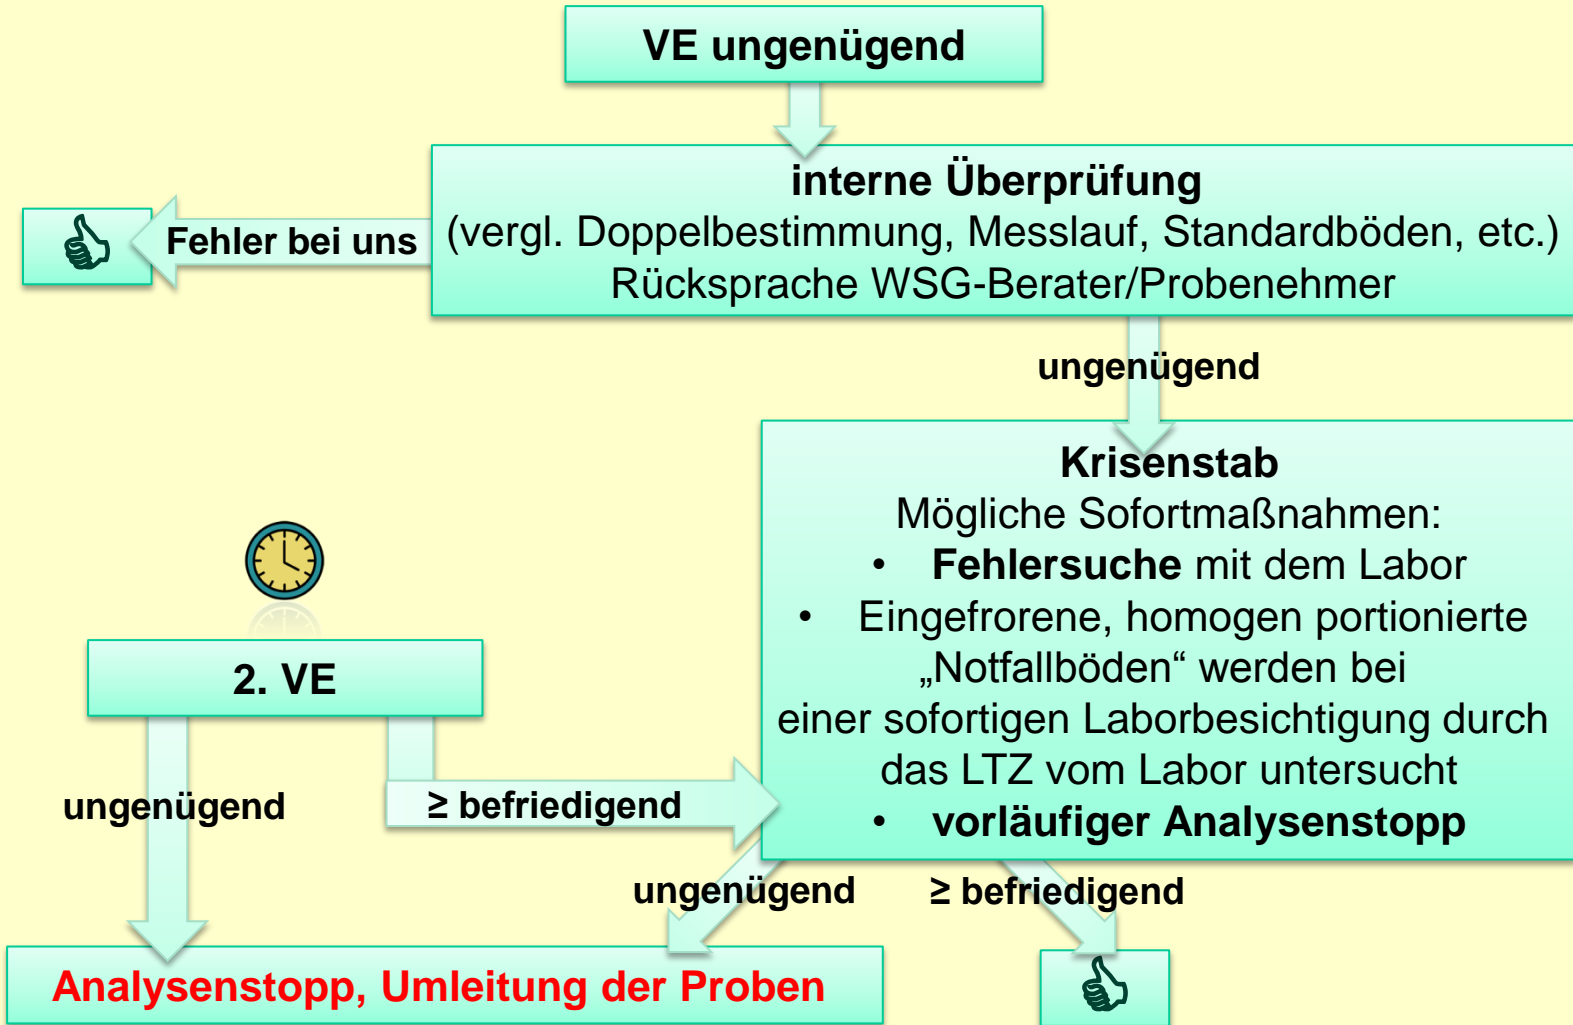 VE ungenügend
interne Überprüfung
(vergl. Doppelbestimmung, Messlauf, Standardböden, etc.)
Rücksprache WSG-Berater/Probenehmer
Fehler bei uns
ungenügend
Krisenstab
Mögliche Sofortmaßnahmen:
• Fehlersuche mit dem Labor
• Eingefrorene, homogen portionierte
„Notfallböden“ werden bei
einer sofortigen Laborbesichtigung durch
das LTZ vom Labor untersucht
• vorläufiger Analysenstopp
2. VE
ungenügend
≥ befriedigend
ungenügend
≥ befriedigend
Analysenstopp, Umleitung der Proben